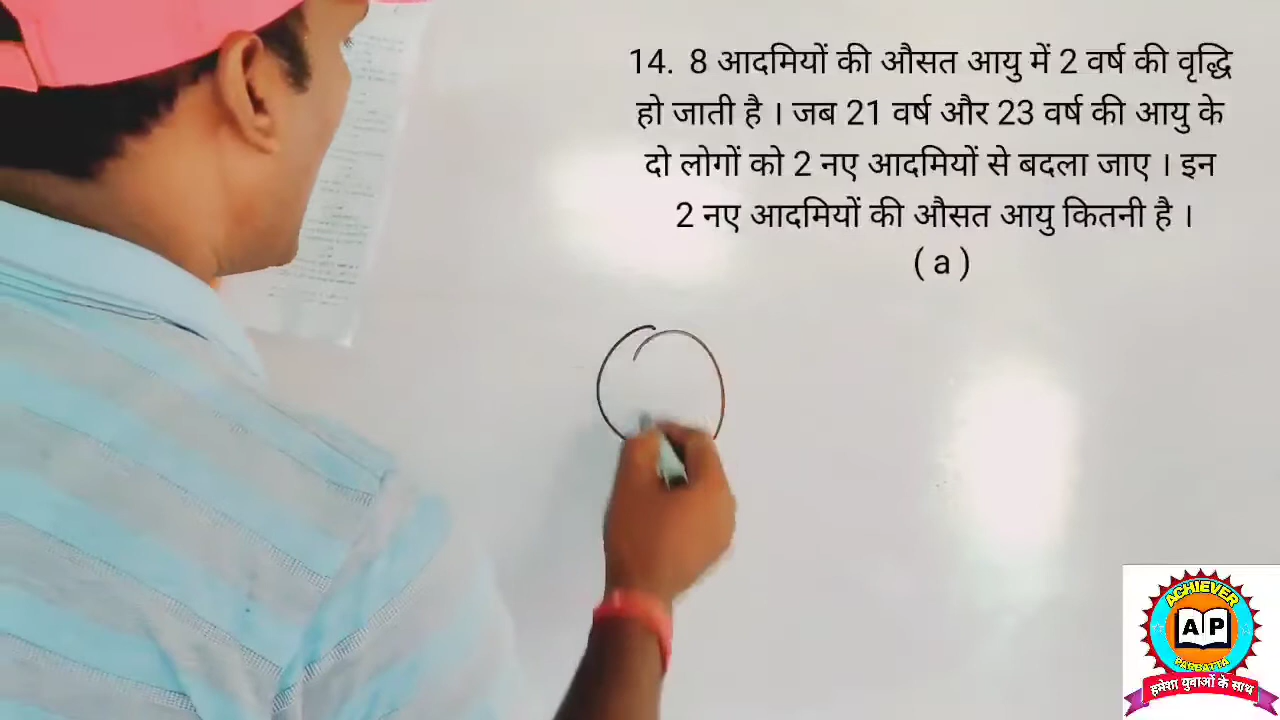 14. 8 आदमियों की औसत आयु में 2 वर्ष की वृद्धि
हो जाती है । जब 21 वर्ष और 23 वर्ष की आयु के
दो लोगों को 2 नए आदमियों से बदला जाए । इन
2 नए आदमियों की औसत आयु कितनी है ।
( a )
ACHIEVER
A P
PARBATTA
हमेशा युवाओं के साथ